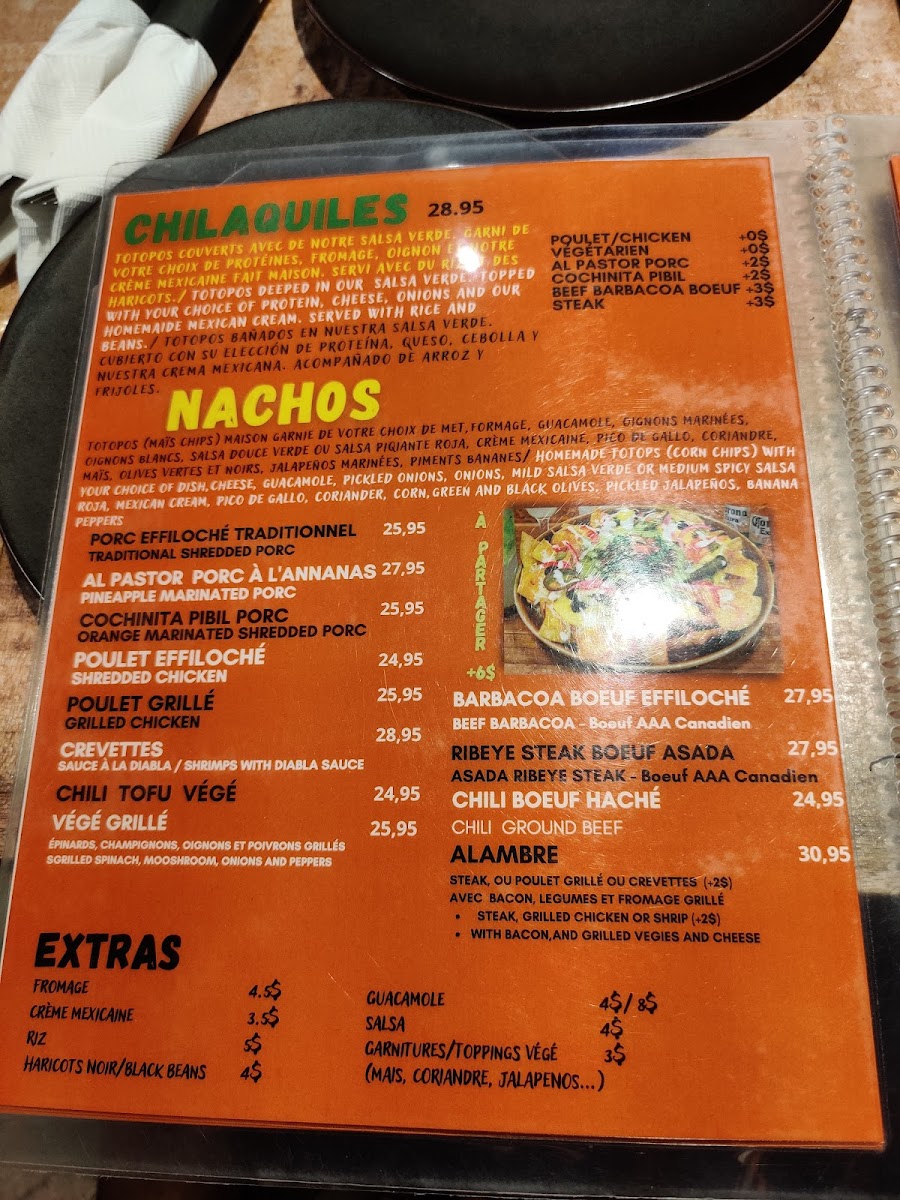 CHILAQUILES 28.95
TOTOPOS COUVERTS AVEC DE NOTRE SALSA VERDE, GARNI DE
VOTRE CHOIX DE PROTÉINES, FROMAGE, OIGNON ET NOTRE
CRÈME MEXICAINE FAIT MAISON. SERVI AVEC DU RIZ ET DES
HARICOTS./ TOTOPOS DEEPED IN OUR SALSA VERDE. TOPPED
WITH YOUR CHOICE OF PROTEIN, CHEESE, ONIONS AND OUR
HOMEMAIDE MEXICAN CREAM. SERVED WITH RICE AND
BEANS./ TOTOPOS BAÑADOS EN NUESTRA SALSA VERDE.
CUBIERTO CON SU ELECCIÓN DE PROTEÍNA, QUESO, CEBOLLA Y
NUESTRA CREMA MEXICANA. ACOMPAÑADO DE ARROZ Y
FRIJOLES.
POULET/CHICKEN +0$
VÉGÉTARIEN +0$
AL PASTOR PORC +2$
COCHINITA PIBIL +2$
BEEF BARBACOA BOEUF +3$
STEAK +3$
NACHOS
TOTOPOS (MAÏS CHIPS) MAISON GARNIE DE VOTRE CHOIX DE MET, FORMAGE, GUACAMOLE, OIGNONS MARINÉES,
OIGNONS BLANCS, SALSA DOUCE VERDE OU SALSA PIQIANTE ROJA, CRÈME MEXICAINE, PICO DE GALLO, CORIANDRE,
MAÏS, OLIVES VERTES ET NOIRS, JALAPEÑOS MARINÉES, PIMENTS BANANES/ HOMEMADE TOTOPS (CORN CHIPS) WITH
YOUR CHOICE OF DISH, CHEESE, GUACAMOLE, PICKLED ONIONS, ONIONS, MILD SALSA VERDE OR MEDIUM SPICY SALSA
ROJA, MEXICAN CREAM, PICO DE GALLO, CORIANDER, CORN, GREEN AND BLACK OLIVES, PICKLED JALAPEÑOS, BANANA
PEPPERS
PORC EFFILOCHÉ TRADITIONNEL 25,95
TRADITIONAL SHREDDED PORC
AL PASTOR PORC À L'ANNANAS 27,95
PINEAPPLE MARINATED PORC
COCHINITA PIBIL PORC 25,95
ORANGE MARINATED SHREDDED PORC
POULET EFFILOCHÉ 24,95
SHREDDED CHICKEN
POULET GRILLÉ 25,95
GRILLED CHICKEN
CREVETTES 28,95
SAUCE À LA DIABLA / SHRIMPS WITH DIABLA SAUCE
CHILI TOFU VÉGÉ 24,95
VÉGÉ GRILLÉ 25,95
ÉPINARDS, CHAMPIGNONS, OIGNONS ET POIVRONS GRILLÉS
SGRILLED SPINACH, MOOSHROOM, ONIONS AND PEPPERS
À PARTAGER
+6$
BARBACOA BOEUF EFFILOCHÉ 27,95
BEEF BARBACOA - Boeuf AAA Canadien
RIBEYE STEAK BOEUF ASADA 27,95
ASADA RIBEYE STEAK - Boeuf AAA Canadien
CHILI BOEUF HACHÉ 24,95
CHILI GROUND BEEF
ALAMBRE 30,95
STEAK, OU POULET GRILLÉ OU CREVETTES (+2$)
AVEC BACON, LEGUMES ET FROMAGE GRILLÉ
• STEAK, GRILLED CHICKEN OR SHRIP (+2$)
• WITH BACON,AND GRILLED VEGIES AND CHEESE
EXTRAS
FROMAGE 4.5$
CRÈME MEXICAINE 3.5$
RIZ 5$
HARICOTS NOIR/BLACK BEANS 4$
GUACAMOLE 4$/8$
SALSA 4$
GARNITURES/TOPPINGS VÉGÉ 3$
(MAIS, CORIANDRE, JALAPENOS...)